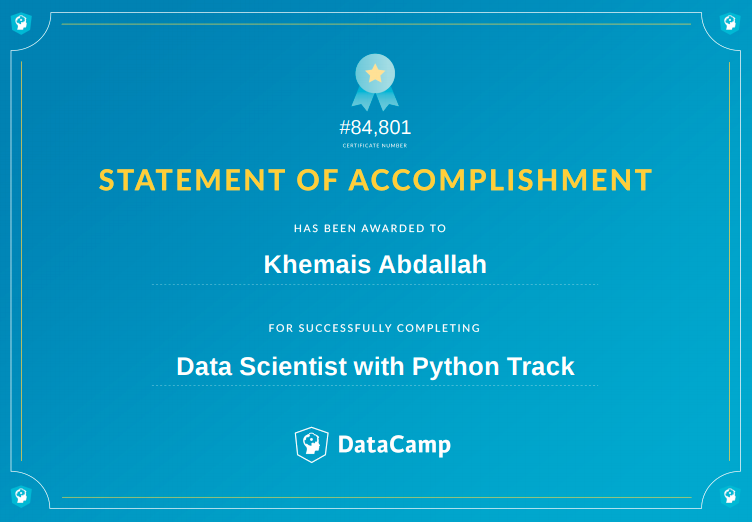 #84,801
CERTIFICATE NUMBER
STATEMENT OF ACCOMPLISHMENT
HAS BEEN AWARDED TO
Khemais Abdallah
FOR SUCCESSFULLY COMPLETING
Data Scientist with Python Track
DataCamp